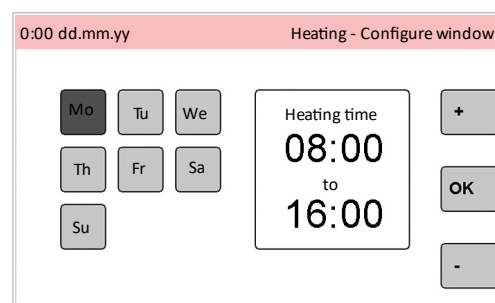 0:00 dd.mm.yy Heating - Configure window
Mo Tu We
Th Fr Sa
Su
Heating time
08:00
to
16:00
+
OK
-